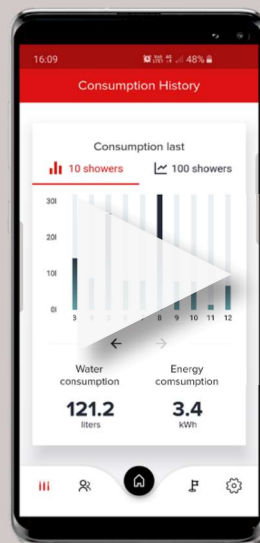 16:09
48%
Consumption History
Consumption last
10 showers
100 showers
30l
20l
10l
0l
3
8 9 10 11 12
Water
consumption
Energy
comsumption
121.2
liters
3.4
kWh